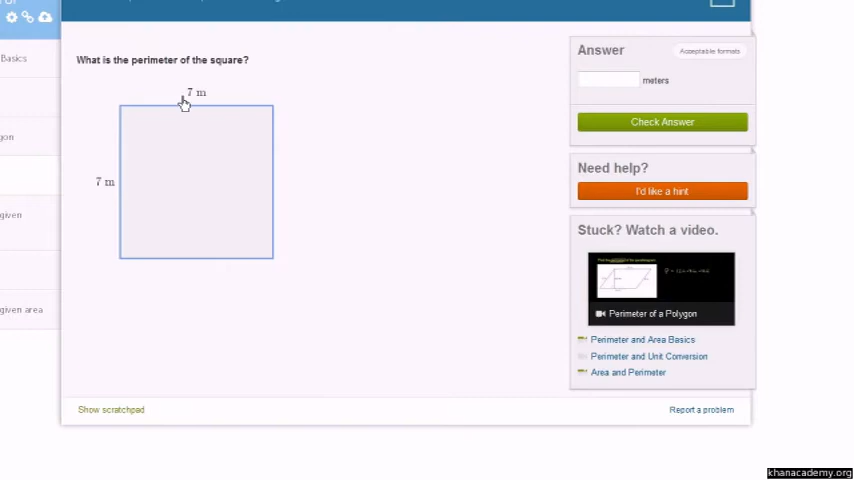 Basics
gon
given
given area
What is the perimeter of the square?
7 m
7 m
Answer
Acceptable formats
meters
Check Answer
Need help?
I'd like a hint
Stuck? Watch a video.
Perimeter of a Polygon
Perimeter and Area Basics
Perimeter and Unit Conversion
Area and Perimeter
Show scratchpad
Report a problem
khanacademy.org